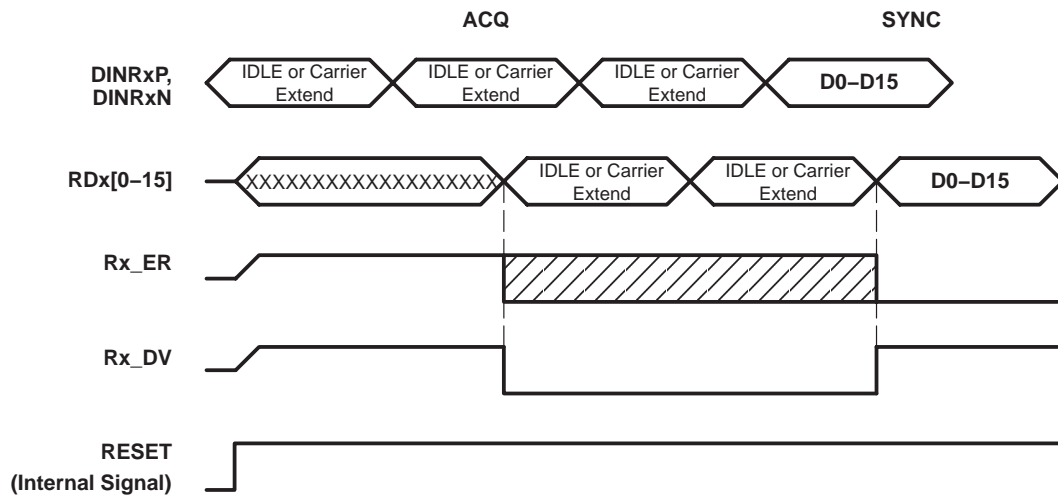 ACQ SYNC
DINRxP,
DINRxN
IDLE or Carrier
Extend
IDLE or Carrier
Extend
IDLE or Carrier
Extend
D0–D15
RDx[0–15]
XXXXXXXXXXXXXXXXXXX
IDLE or Carrier
Extend
IDLE or Carrier
Extend
D0–D15
Rx_ER
Rx_DV
RESET
(Internal Signal)